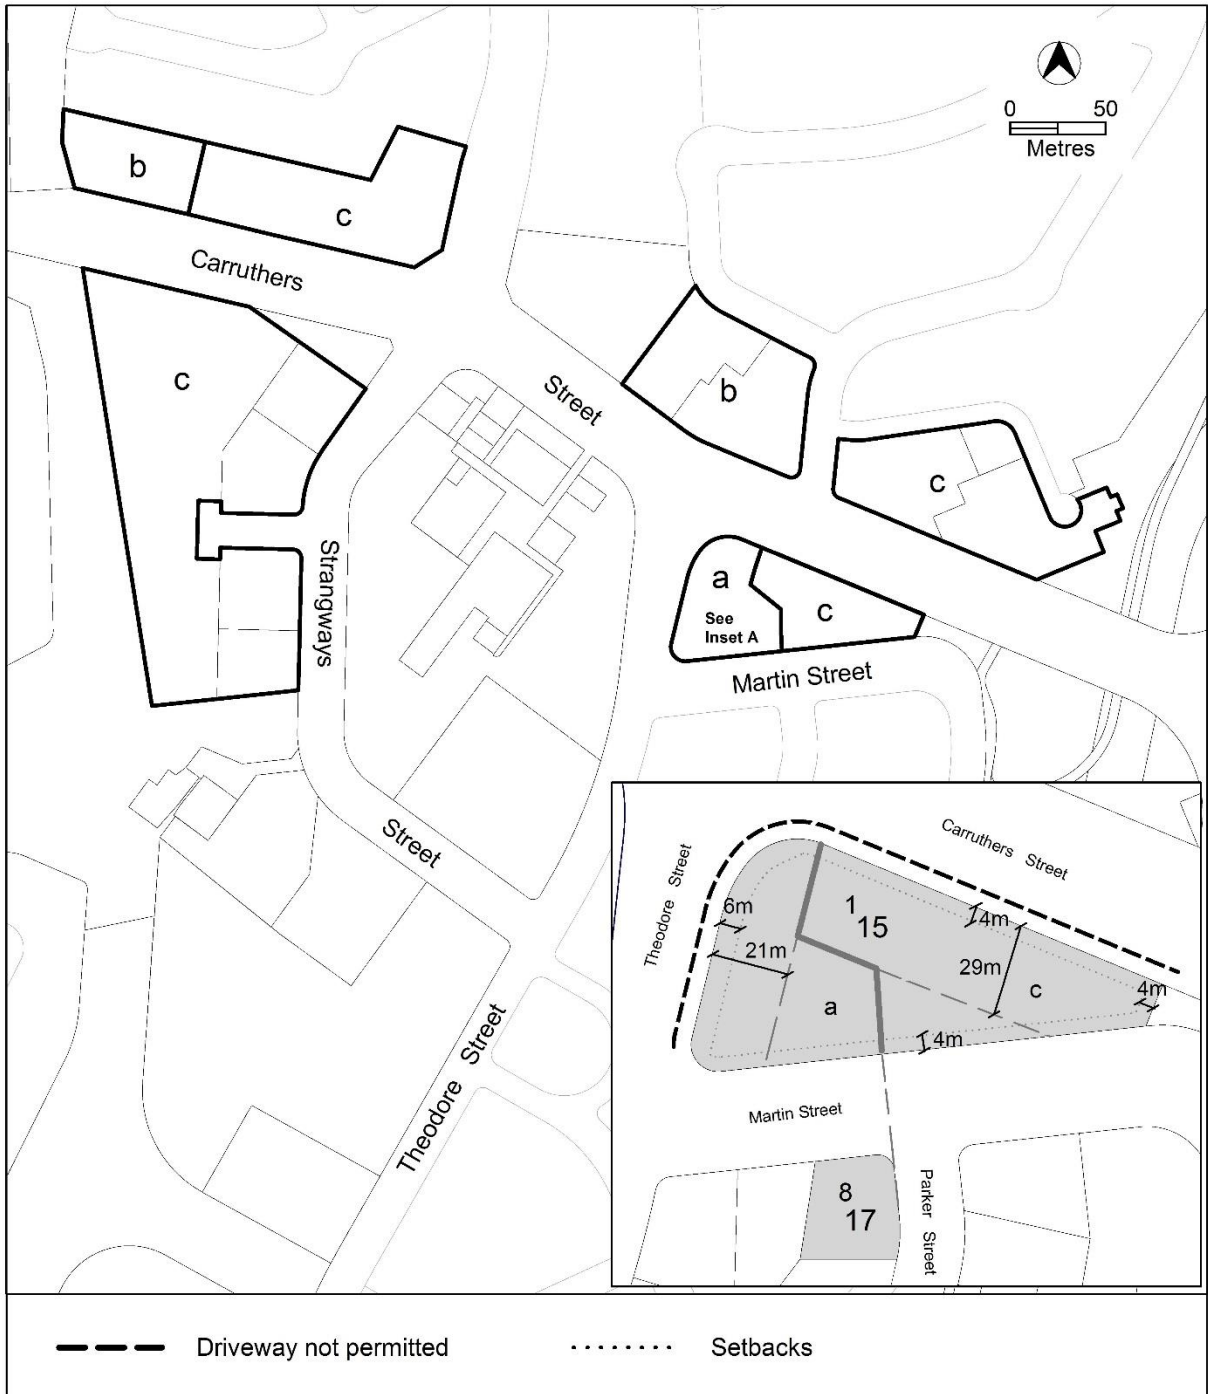 0 50
Metres
b
c
Carruthers
Street
c
b
c
a
See
Inset A
c
Strangways
Street
Martin Street
Theodore Street
Carruthers Street
Theodore Street
6m
1
15
4m
21m
29m
4m
a
c
4m
Martin Street
8
17
Parker Street
Driveway not permitted
Setbacks